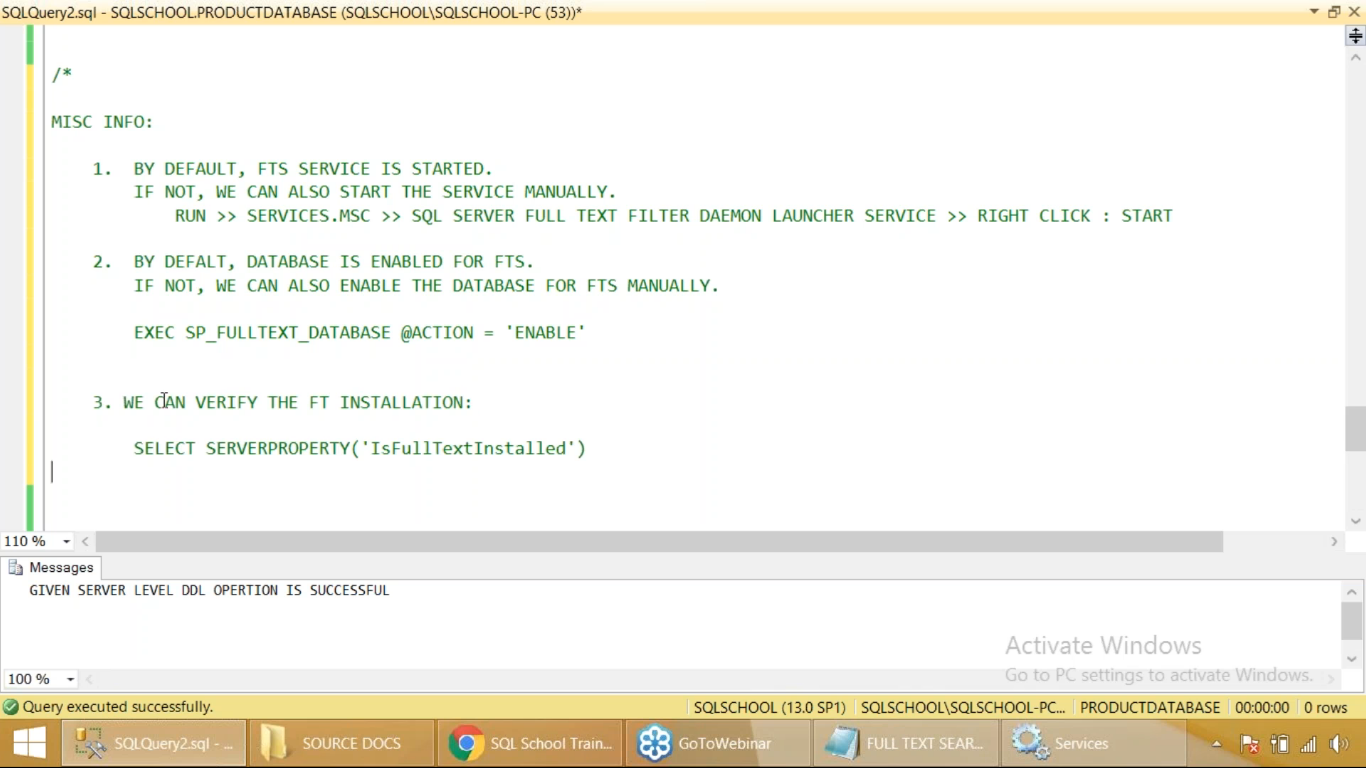 SQLQuery2.sql - SQLSCHOOL.PRODUCTDATABASE (SQLSCHOOL\SQLSCHOOL-PC (53))*
/*
MISC INFO:
1. BY DEFAULT, FTS SERVICE IS STARTED.
IF NOT, WE CAN ALSO START THE SERVICE MANUALLY.
RUN >> SERVICES.MSC >> SQL SERVER FULL TEXT FILTER DAEMON LAUNCHER SERVICE >> RIGHT CLICK : START
2. BY DEFALT, DATABASE IS ENABLED FOR FTS.
IF NOT, WE CAN ALSO ENABLE THE DATABASE FOR FTS MANUALLY.
EXEC SP_FULLTEXT_DATABASE @ACTION = 'ENABLE'
3. WE CAN VERIFY THE FT INSTALLATION:
SELECT SERVERPROPERTY('IsFullTextInstalled')
110 %
Messages
GIVEN SERVER LEVEL DDL OPERTION IS SUCCESSFUL
Activate Windows
Go to PC settings to activate Windows.
100 %
Query executed successfully. SQLSCHOOL (13.0 SP1) SQLSCHOOL\SQLSCHOOL-PC... PRODUCTDATABASE 00:00:00 0 rows
SQLQuery2.sql - ... SOURCE DOCS SQL School Train... GoToWebinar FULL TEXT SEAR... Services